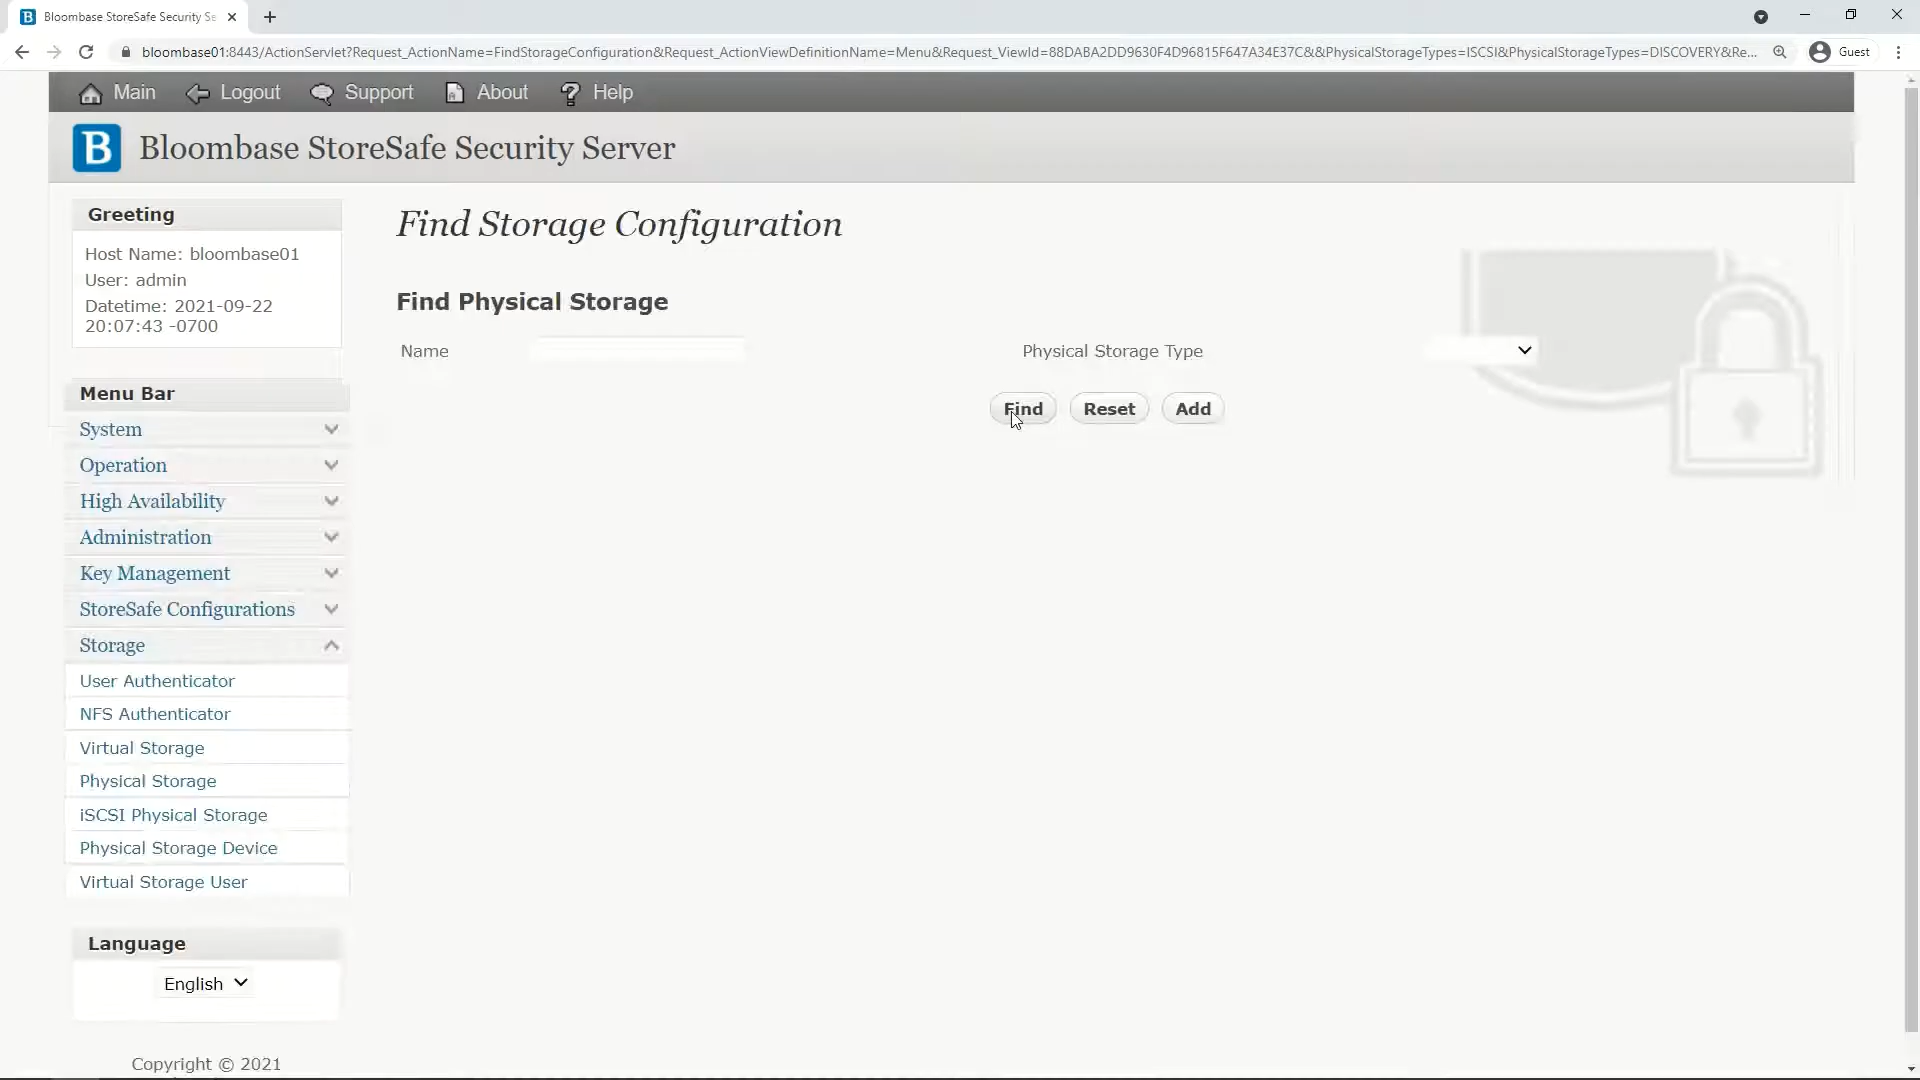 Bloombase StoreSafe Security Se
bloombase01:8443/ActionServlet?Request_ActionName=FindStorageConfiguration&Request_ActionViewDefinitionName=Menu&Request_ViewId=88DABA2DD9630F4D96815F647A34E37C&&PhysicalStorageTypes=ISCSI&PhysicalStorageTypes=DISCOVERY&Re...
Guest
Main
Logout
Support
About
Help
B Bloombase StoreSafe Security Server
Greeting
Host Name: bloombase01
User: admin
Datetime: 2021-09-22
20:07:43 -0700
Menu Bar
System
Operation
High Availability
Administration
Key Management
StoreSafe Configurations
Storage
User Authenticator
NFS Authenticator
Virtual Storage
Physical Storage
iSCSI Physical Storage
Physical Storage Device
Virtual Storage User
Language
English
Copyright © 2021
Find Storage Configuration
Find Physical Storage
Name
Physical Storage Type
Find
Reset
Add